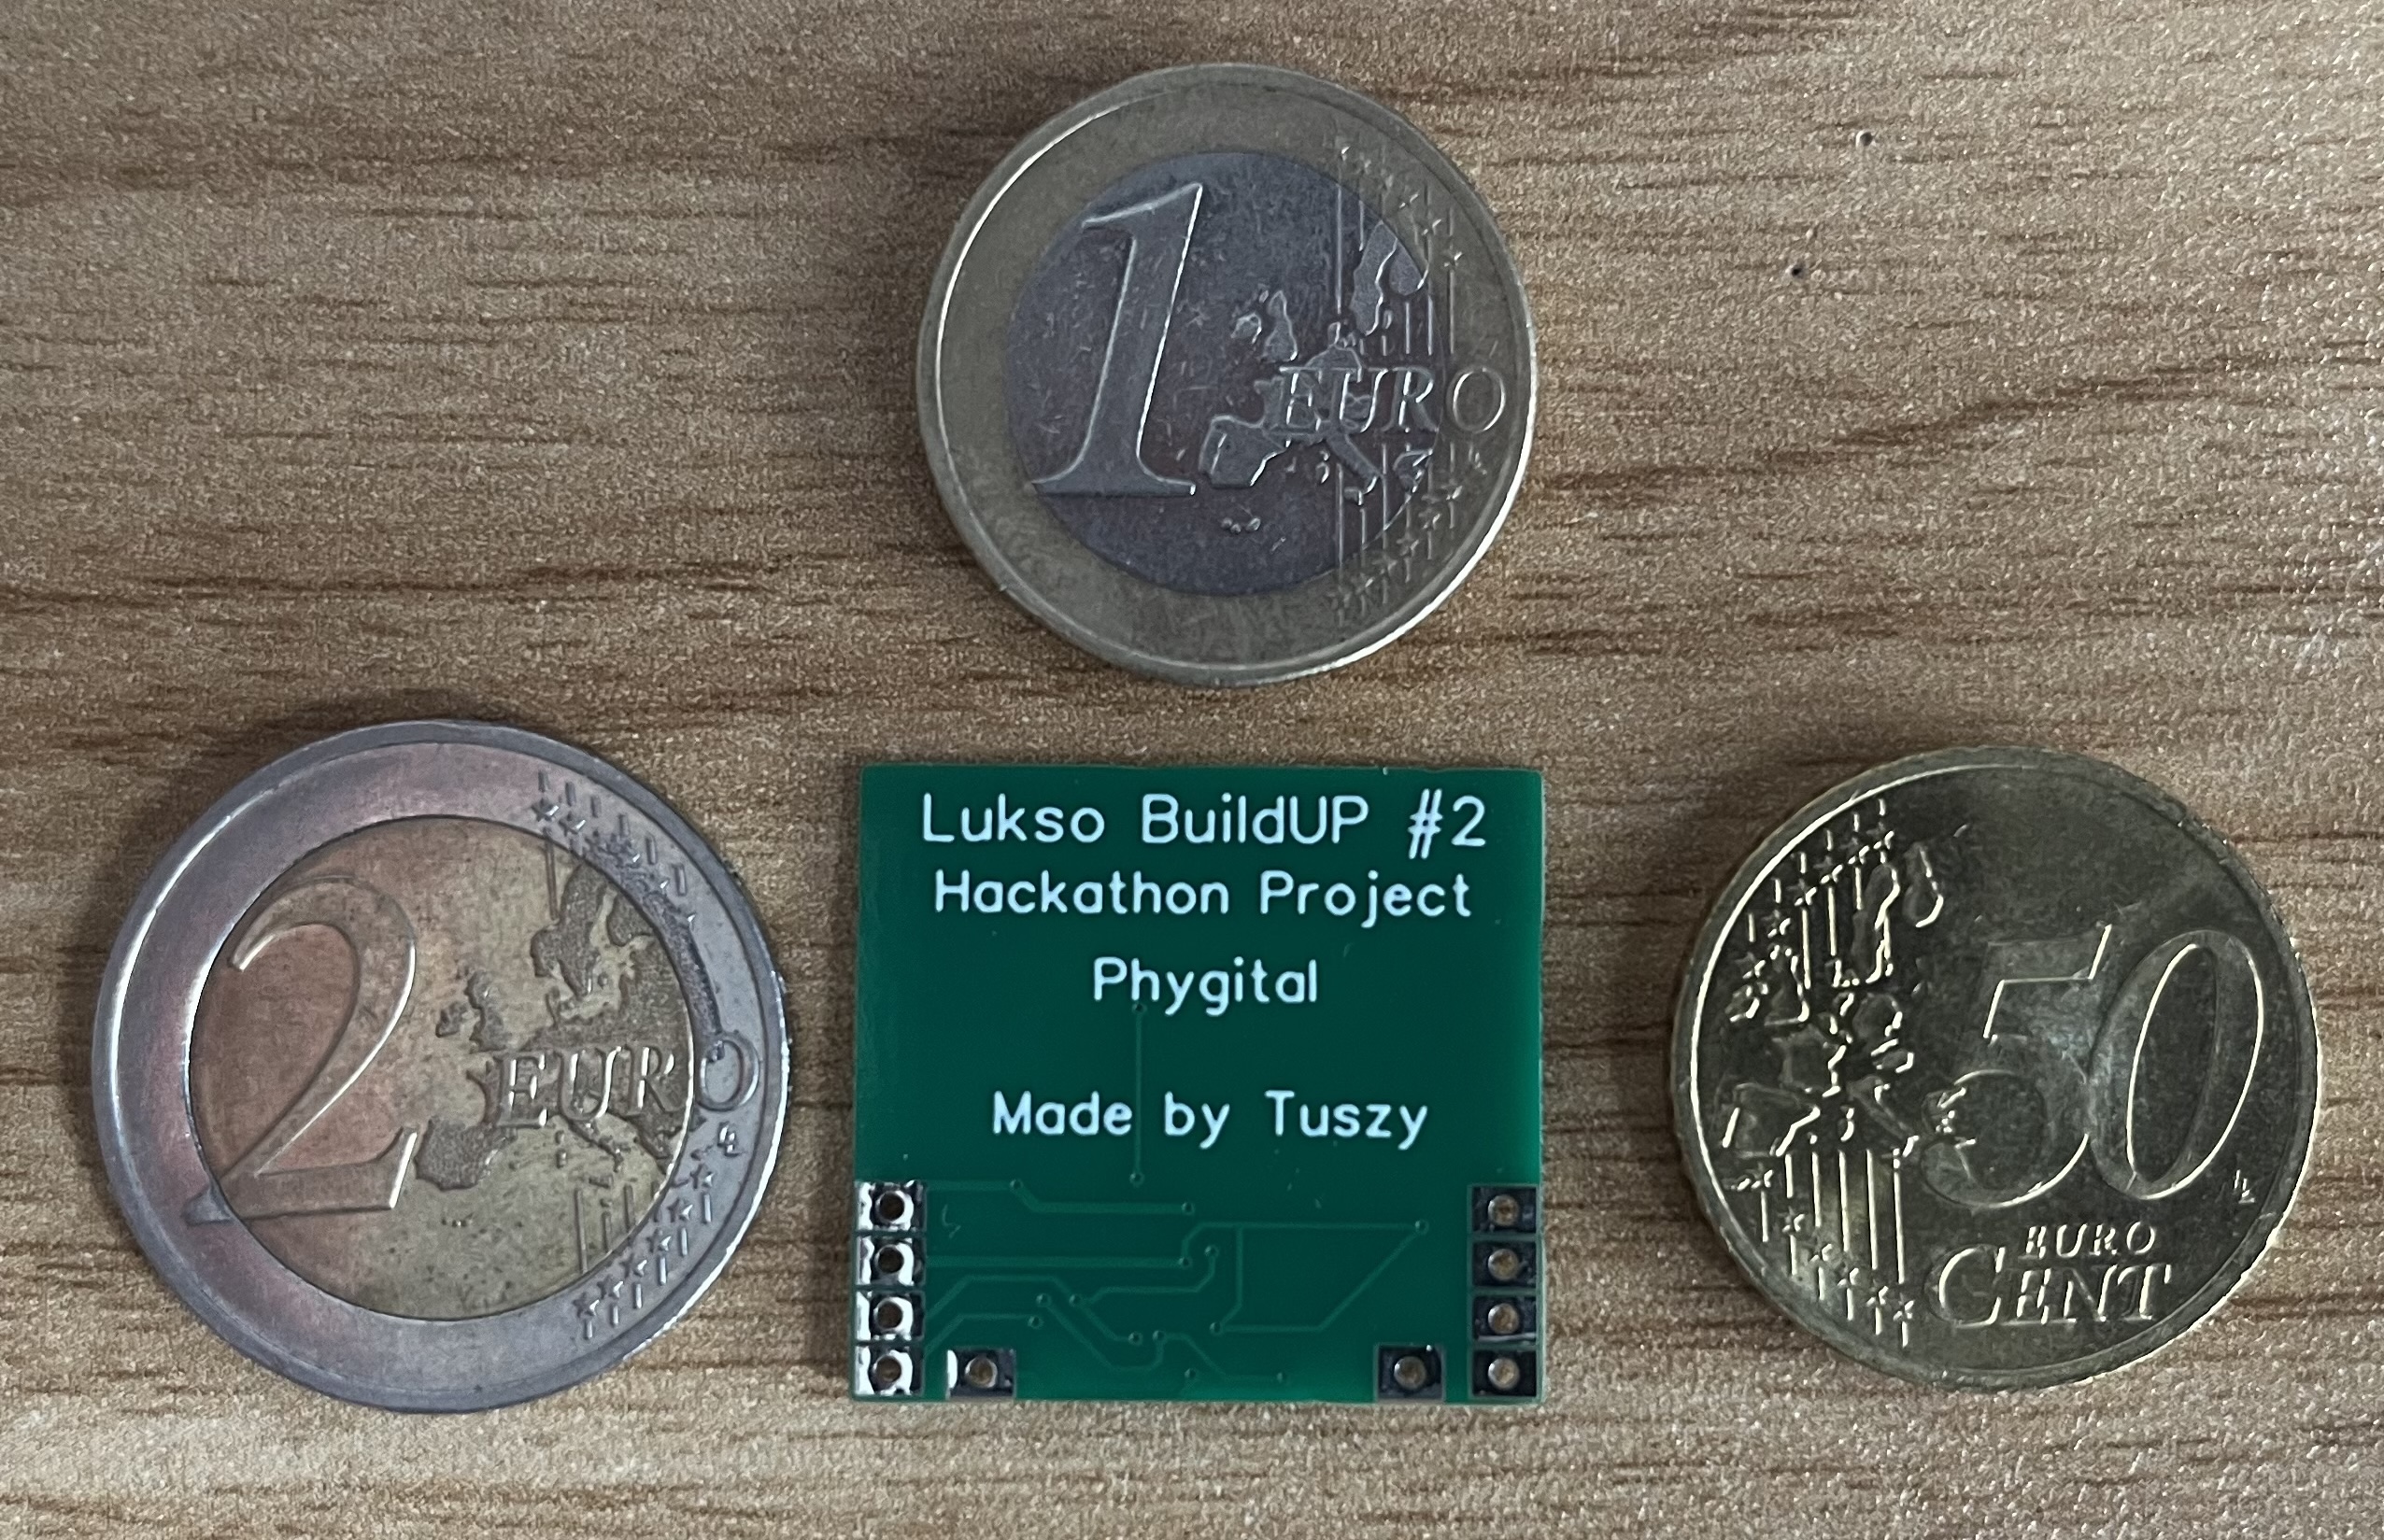 1
EURO
2
EURO
Lukso BuildUP #2
Hackathon Project
Phygital
Made by Tuszy
50
EURO
CENT